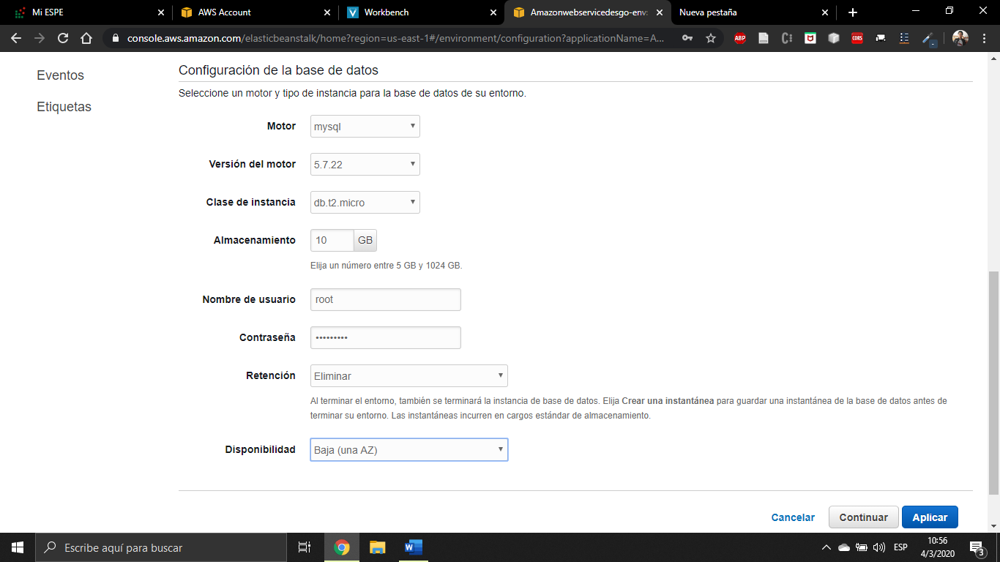 Mi ESPE
AWS Account
Workbench
Amazonwebservicedesgo-env:
Nueva pestaña
console.aws.amazon.com/elasticbeanstalk/home?region=us-east-1#/environment/configuration?applicationName=A...
ABP
CORS
Eventos
Etiquetas
Configuración de la base de datos
Seleccione un motor y tipo de instancia para la base de datos de su entorno.
Motor mysql
Versión del motor 5.7.22
Clase de instancia db.t2.micro
Almacenamiento 10 GB
Elija un número entre 5 GB y 1024 GB.
Nombre de usuario root
Contraseña •••••••••
Retención Eliminar
Al terminar el entorno, también se terminará la instancia de base de datos. Elija Crear una instantánea para guardar una instantánea de la base de datos antes de
terminar su entorno. Las instantáneas incurren en cargos estándar de almacenamiento.
Disponibilidad Baja (una AZ)
Cancelar Continuar Aplicar
Escribe aquí para buscar
ESP
10:56
4/3/2020
3